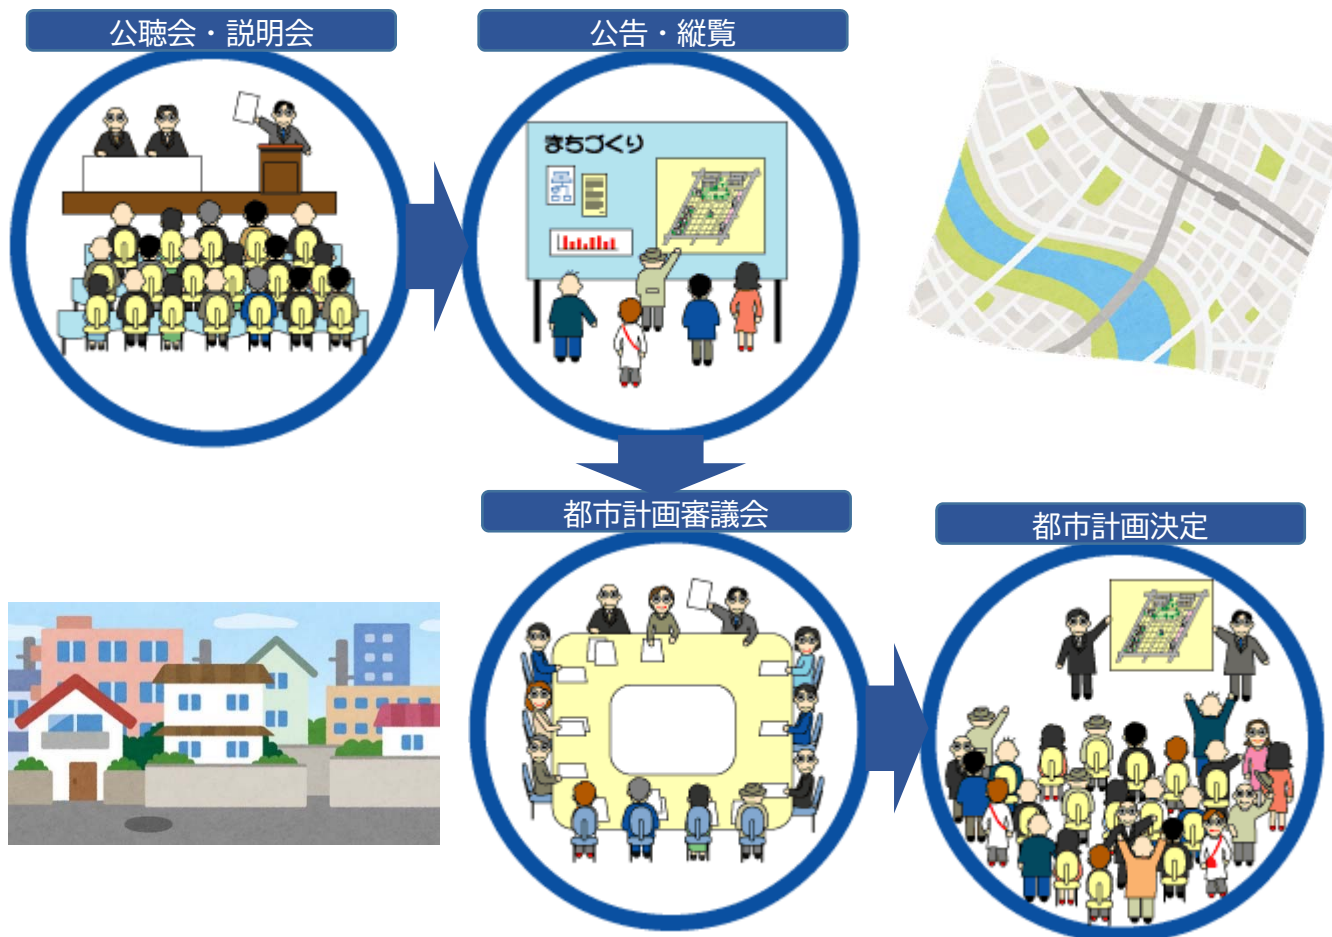 公聴会・説明会
公告・縦覧
まちづくり
都市計画審議会
都市計画決定